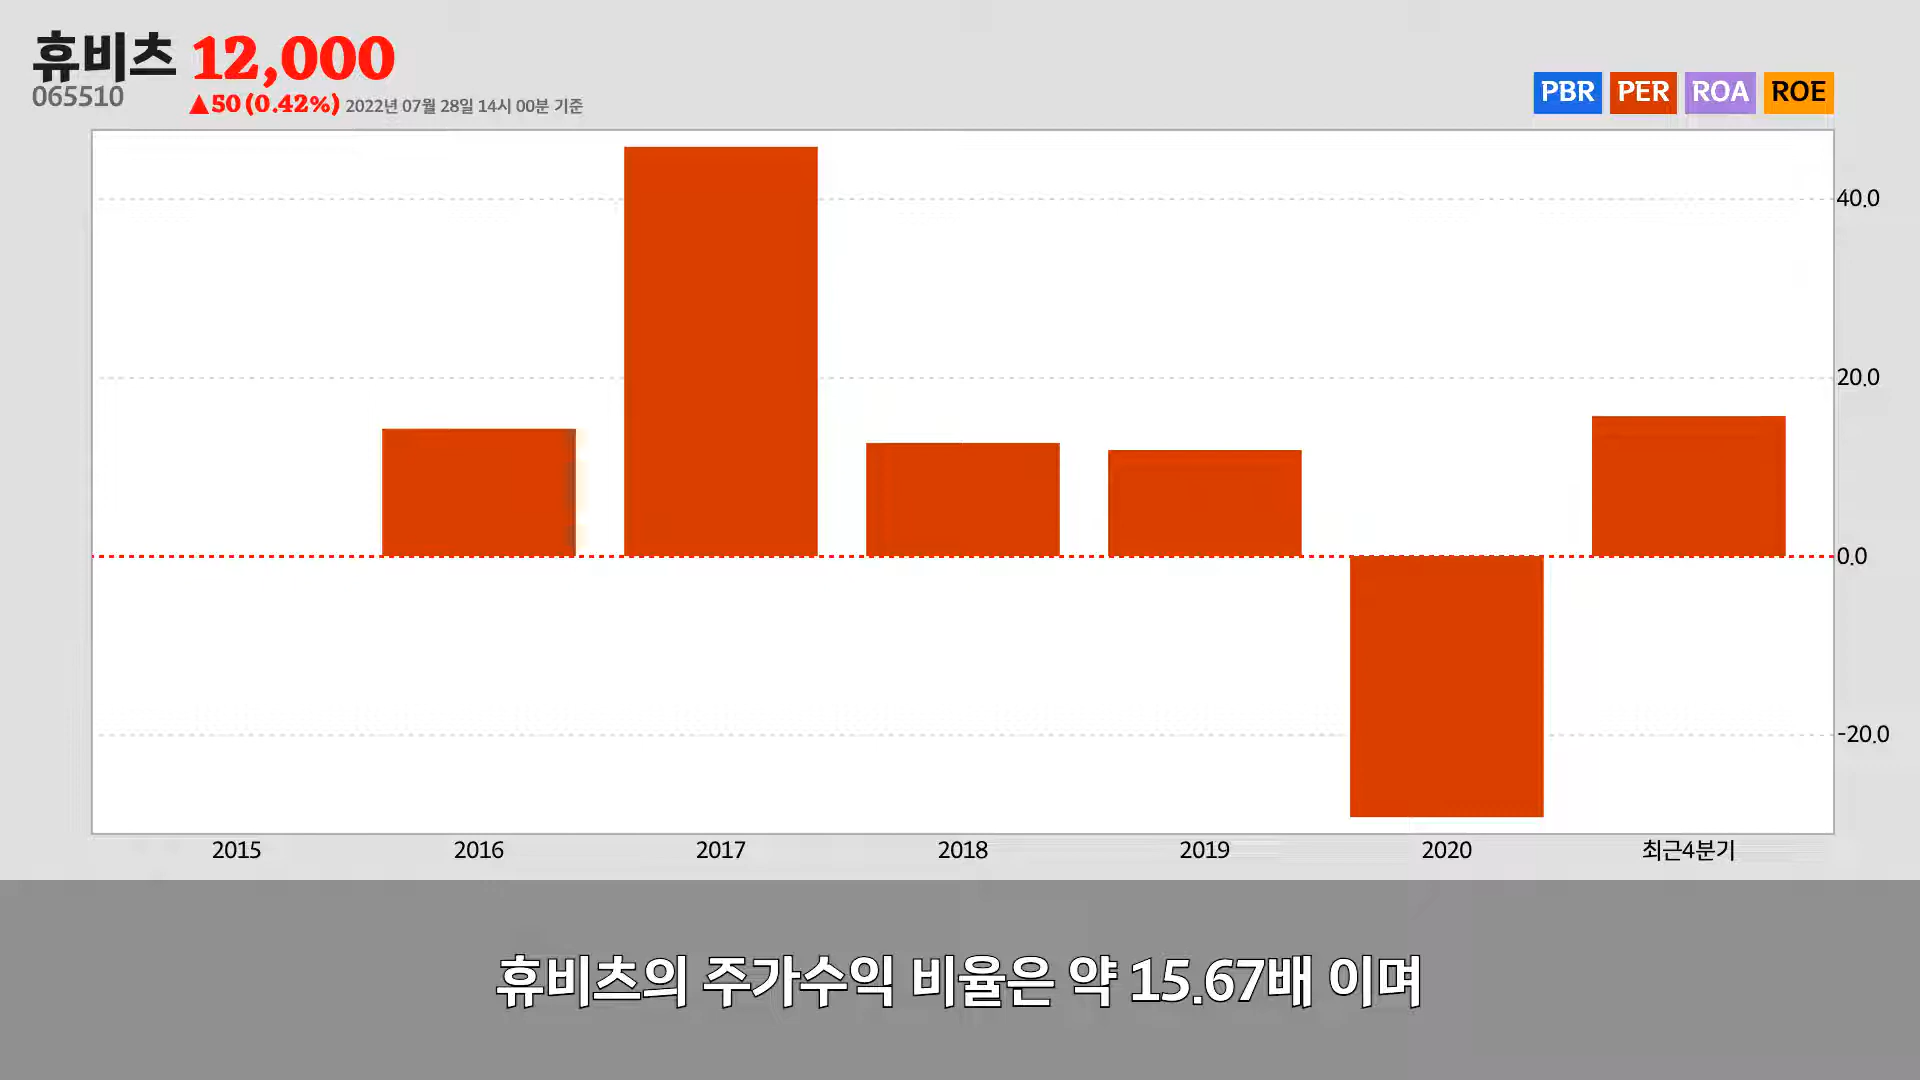 휴비츠 12,000
065510
▲50 (0.42%) 2022년 07월 28일 14시 00분 기준
PBR PER ROA ROE
40.0
20.0
0.0
-20.0
2015 2016 2017 2018 2019 2020 최근4분기
휴비츠의 주가수익 비율은 약 15.67배 이며